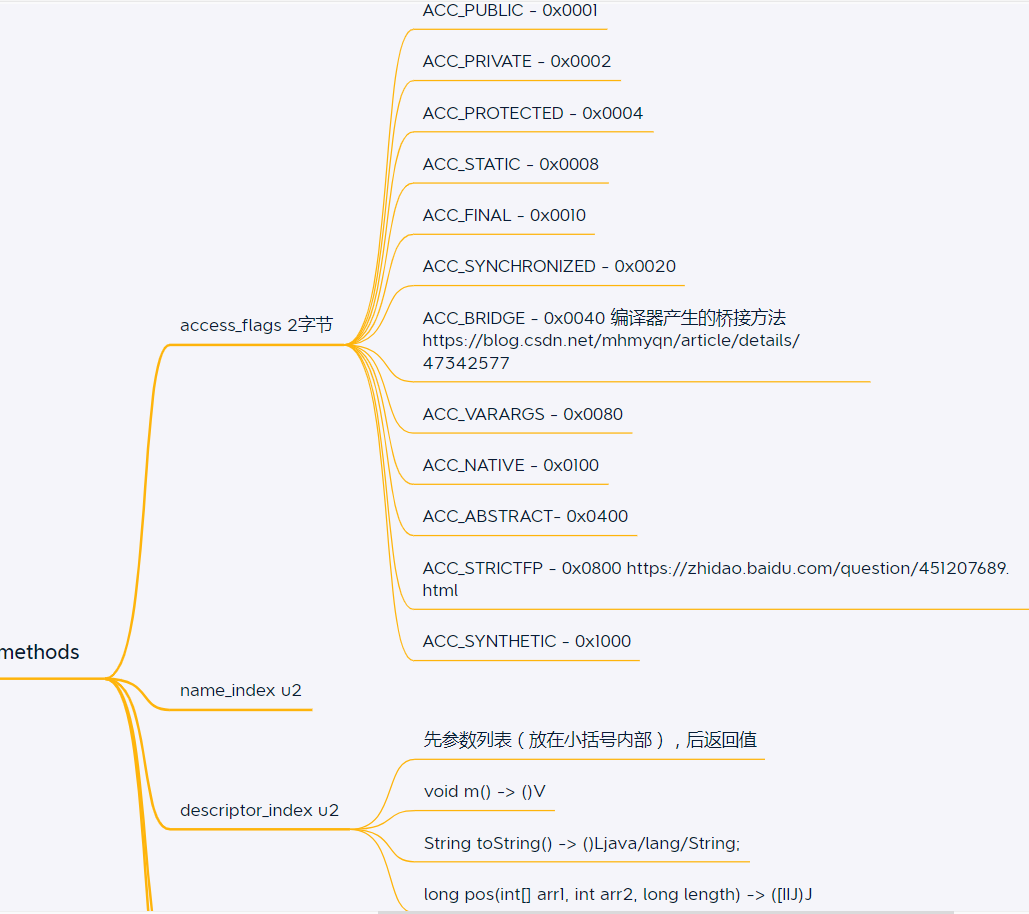 ACC_PUBLIC - 0x0001
ACC_PRIVATE - 0x0002
ACC_PROTECTED - 0x0004
ACC_STATIC - 0x0008
ACC_FINAL - 0x0010
ACC_SYNCHRONIZED - 0x0020
access_flags 2字节
ACC_BRIDGE - 0x0040 编译器产生的桥接方法
https://blog.csdn.net/mhmyqn/article/details/
47342577
ACC_VARARGS - 0x0080
ACC_NATIVE - 0x0100
ACC_ABSTRACT- 0x0400
ACC_STRICTFP - 0x0800 https://zhidao.baidu.com/question/451207689.
html
ACC_SYNTHETIC - 0x1000
methods
name_index u2
descriptor_index u2
先参数列表（放在小括号内部），后返回值
void m() -> ()V
String toString() -> ()Ljava/lang/String;
long pos(int[] arr1, int arr2, long length) -> ([IIJ)J